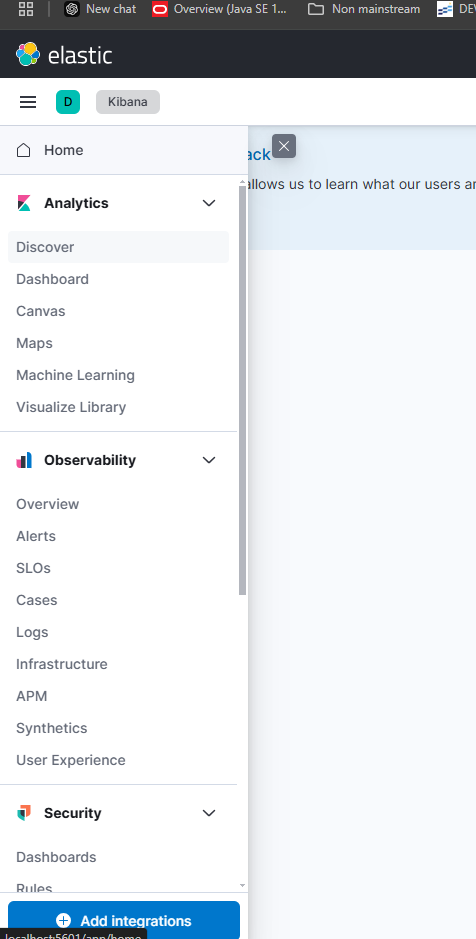 New chat
Overview (Java SE 1...
Non mainstream
DEV
elastic
D
Kibana
Home
ack
allows us to learn what our users
Analytics
Discover
Dashboard
Canvas
Maps
Machine Learning
Visualize Library
Observability
Overview
Alerts
SLOs
Cases
Logs
Infrastructure
APM
Synthetics
User Experience
Security
Dashboards
Rules
Add integrations
localhost:5601/app/home